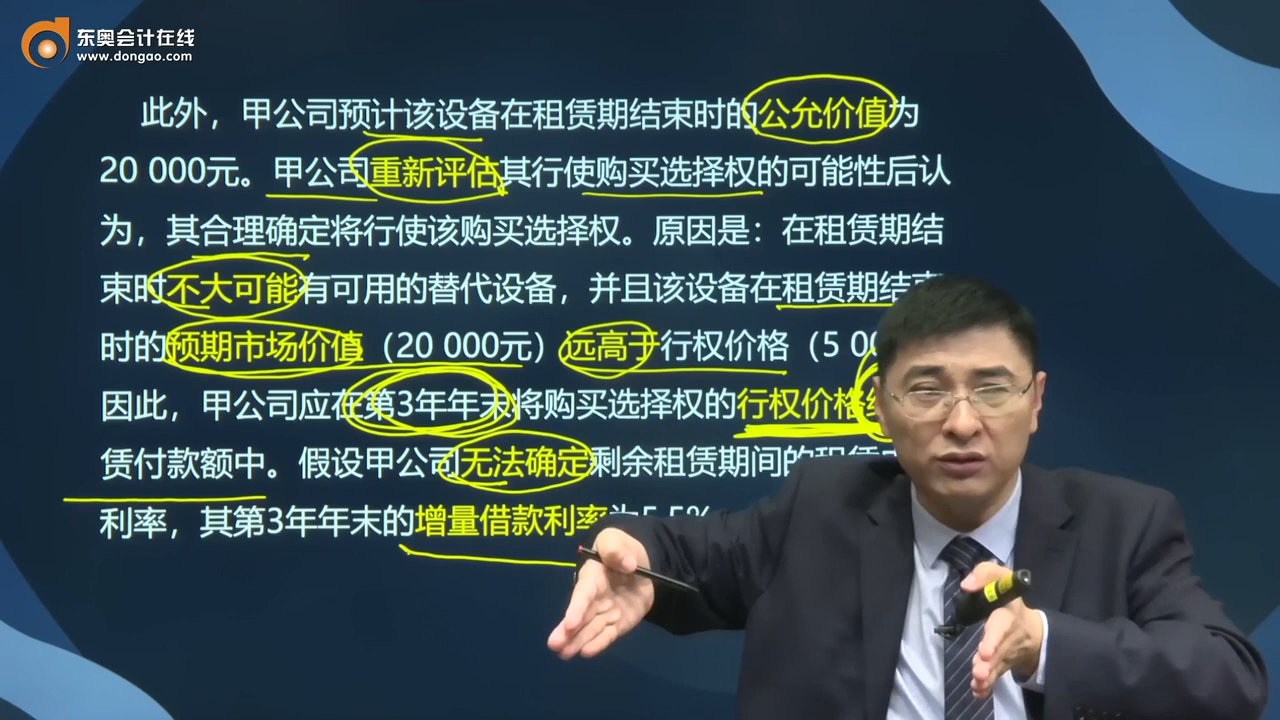 东奥会计在线
www.dongao.com
此外，甲公司预计该设备在租赁期结束时的公允价值为
20 000元。甲公司重新评估其行使购买选择权的可能性后认
为，其合理确定将行使该购买选择权。原因是：在租赁期结
束时不大可能有可用的替代设备，并且该设备在租赁期结束
时的预期市场价值（20 000元）远高于行权价格（5 00
因此，甲公司应在第3年年末将购买选择权的行权价格
赁付款额中。假设甲公司无法确定剩余租赁期间的租赁
利率，其第3年年末的增量借款利率为5.5%